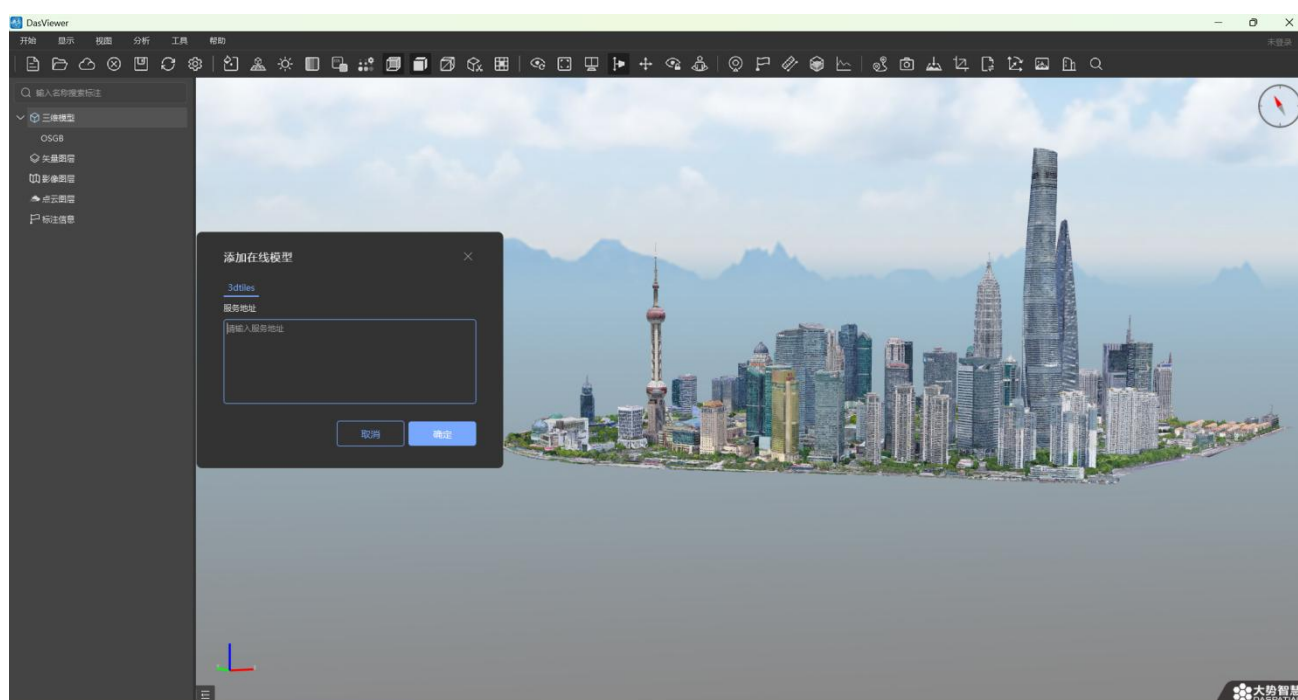 DasViewer
开始 显示 视图 分析 工具 帮助
未登录
输入名称搜索标注
三维模型
OSGB
矢量图层
影像图层
点云图层
标注信息
添加在线模型
3dtiles
服务地址
请输入服务地址
取消 确定
大势智慧
DASPATIAL